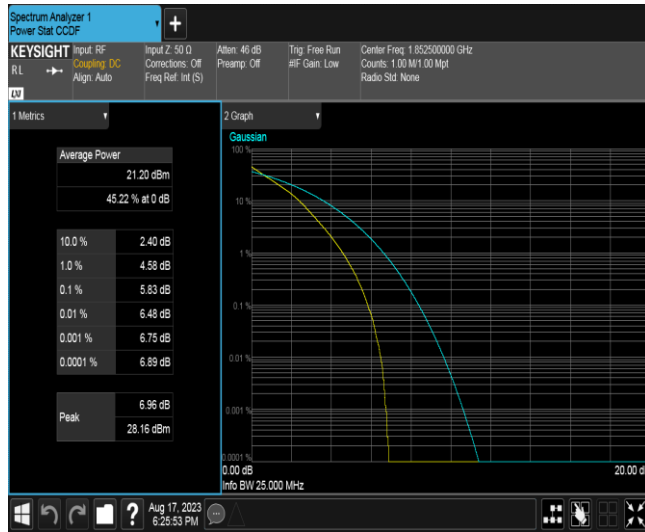 Spectrum Analyzer 1
Power Stat CCDF
+
KEYSIGHT
RL
Input: RF
Coupling: DC
Align: Auto
Input Z: 50 Ω
Corrections: Off
Freq Ref: Int (S)
Atten: 46 dB
Preamp: Off
Trig: Free Run
#IF Gain: Low
Center Freq: 1.852500000 GHz
Counts: 1.00 M/1.00 Mpt
Radio Std: None
1 Metrics
Average Power
21.20 dBm
45.22 % at 0 dB
10.0 % 2.40 dB
1.0 % 4.58 dB
0.1 % 5.83 dB
0.01 % 6.48 dB
0.001 % 6.75 dB
0.0001 % 6.89 dB
Peak
6.96 dB
28.16 dBm
2 Graph
Gaussian
100 %
10 %
1 %
0.1 %
0.01 %
0.001 %
0.0001 %
0.00 dB
20.00 d
Info BW 25.000 MHz
?
Aug 17, 2023
6:25:53 PM